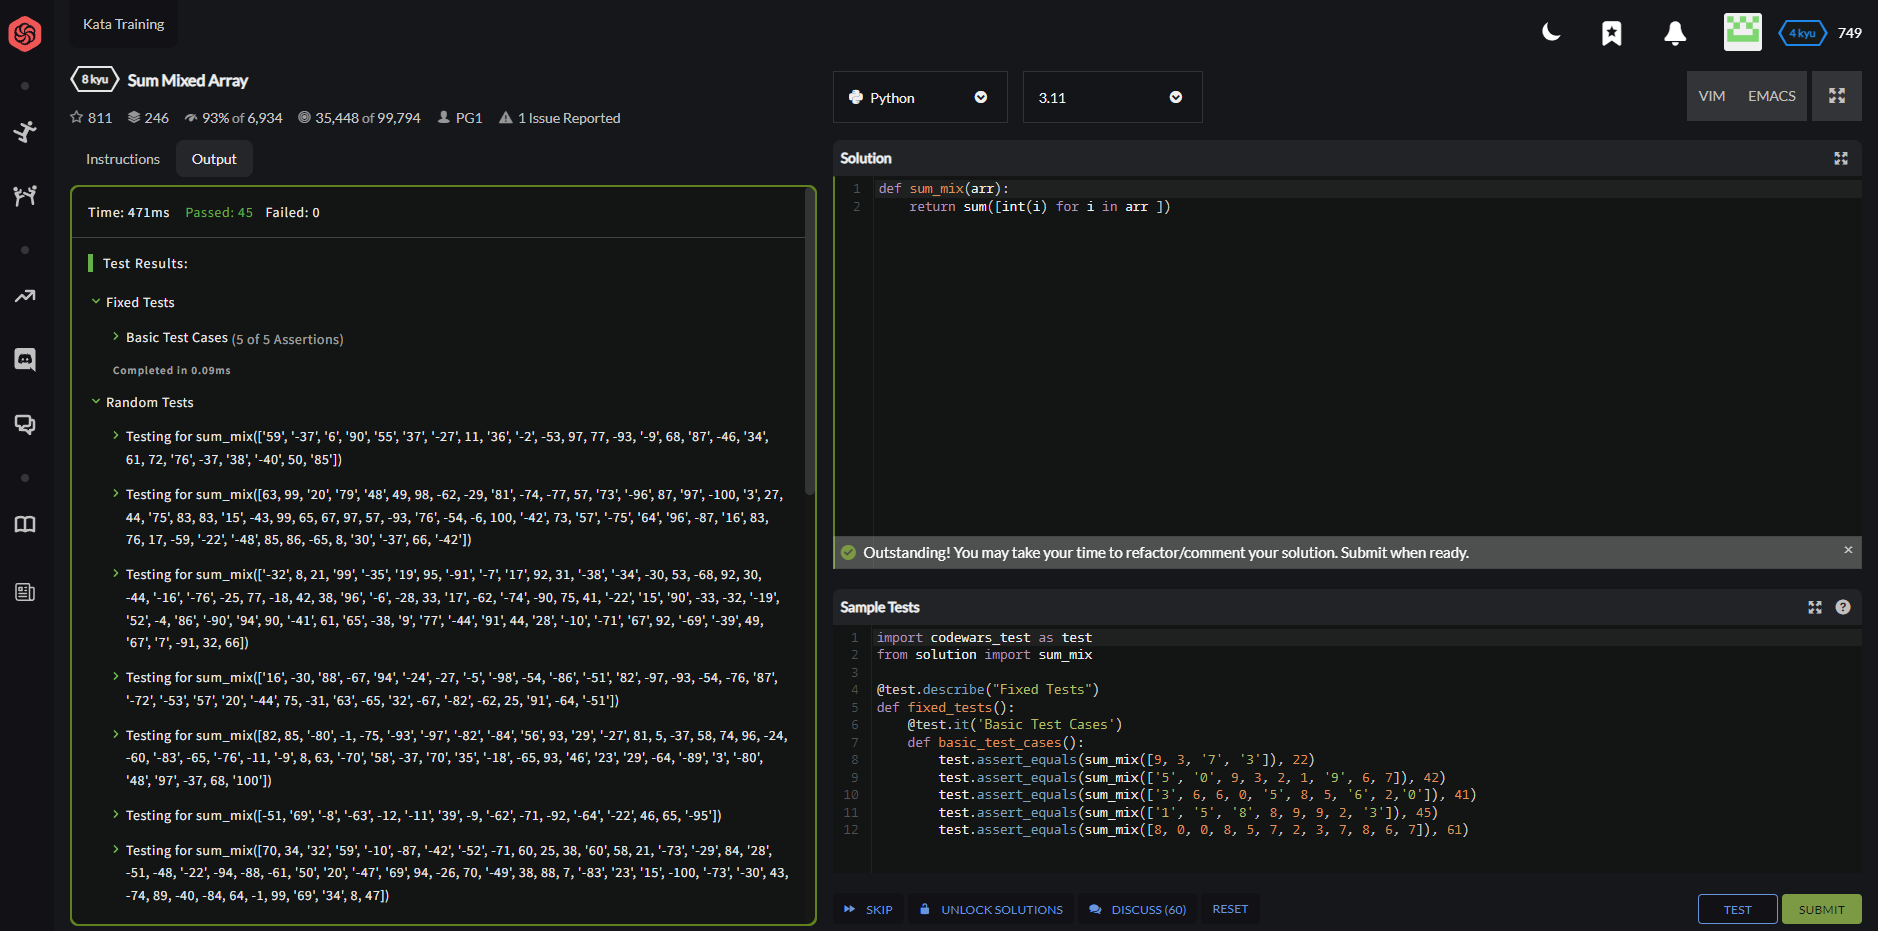 Kata Training
4 kyu
749
8 kyu
Sum Mixed Array
811 246 93% of 6,934 35,448 of 99,794 PG1 1 Issue Reported
Instructions Output
Time: 471ms Passed: 45 Failed: 0
Test Results:
Fixed Tests
Basic Test Cases (5 of 5 Assertions)
Completed in 0.09ms
Random Tests
Testing for sum_mix(['59', '-37', '6', '90', '55', '37', '-27', 11, '36', '-2', -53, 97, 77, -93, '-9', 68, '87', -46, '34',
61, 72, '76', -37, '38', '-40', 50, '85'])
Testing for sum_mix([63, 99, '20', '79', '48', 49, 98, -62, -29, '81', -74, -77, 57, '73', '-96', 87, '97', -100, '3', 27,
44, '75', 83, 83, '15', -43, 99, 65, 67, 97, 57, -93, '76', -54, -6, 100, '-42', 73, '57', '-75', '64', '96', -87, '16', 83,
76, 17, -59, '-22', '-48', 85, 86, -65, 8, '30', '-37', 66, '-42'])
Testing for sum_mix(['-32', 8, 21, '99', '-35', '19', 95, '-91', '-7', '17', 92, 31, '-38', '-34', -30, 53, -68, 92, 30,
-44, '-16', '-76', -25, 77, -18, 42, 38, '96', '-6', -28, 33, '17', -62, '-74', -90, 75, 41, '-22', '15', '90', -33, -32, '-19',
'52', -4, '86', '-90', '94', 90, '-41', 61, '65', -38, '9', '77', '-44', '91', 44, '28', '-10', '-71', '67', 92, '-69', '-39', 49,
'67', '7', -91, 32, 66])
Testing for sum_mix(['16', -30, '88', -67, '94', '-24', -27, '-5', '-98', -54, '-86', '-51', '82', -97, -93, -54, -76, '87',
'-72', '-53', '57', '20', '-44', 75, -31, '63', -65, '32', -67, '-82', -62, 25, '91', -64, '-51'])
Testing for sum_mix([82, 85, '-80', -1, -75, '-93', '-97', '-82', '-84', '56', 93, '29', '-27', 81, 5, -37, 58, 74, 96, -24,
-60, '-83', -65, '-76', -11, '-9', 8, 63, '-70', '58', -37, '70', '35', '-18', -65, 93, '46', '23', '29', -64, '-89', '3', '-80',
'48', '97', -37, 68, '100'])
Testing for sum_mix([-51, '69', '-8', '-63', -12, '-11', '39', -9, '-62', -71, -92, '-64', '-22', 46, 65, '-95'])
Testing for sum_mix([70, 34, '32', '59', '-10', -87, '-42', '-52', -71, 60, 25, 38, '60', 58, 21, '-73', '-29', 84, '28',
-51, -48, '-22', -94, -88, -61, '50', '20', '-47', '69', 94, -26, 70, '-49', 38, 88, 7, '-83', '23', '15', -100, '-73', '-30', 43,
-74, 89, -40, -84, 64, -1, 99, '69', '34', 8, 47])
Python 3.11
VIM EMACS
Solution
1 def sum_mix(arr):
2 return sum([int(i) for i in arr ])
Outstanding! You may take your time to refactor/comment your solution. Submit when ready. ×
Sample Tests ?
1 import codewars_test as test
2 from solution import sum_mix
3
4 @test.describe("Fixed Tests")
5 def fixed_tests():
6 @test.it('Basic Test Cases')
7 def basic_test_cases():
8 test.assert_equals(sum_mix([9, 3, '7', '3']), 22)
9 test.assert_equals(sum_mix(['5', '0', 9, 3, 2, 1, '9', 6, 7]), 42)
10 test.assert_equals(sum_mix(['3', 6, 6, 0, '5', 8, 5, '6', 2,'0']), 41)
11 test.assert_equals(sum_mix(['1', '5', '8', 8, 9, 9, 2, '3']), 45)
12 test.assert_equals(sum_mix([8, 0, 0, 8, 5, 7, 2, 3, 7, 8, 6, 7]), 61)
SKIP UNLOCK SOLUTIONS DISCUSS (60) RESET TEST SUBMIT